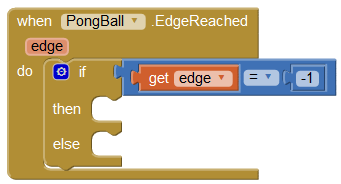 when PongBall .EdgeReached
edge
do if get edge = -1
then
else